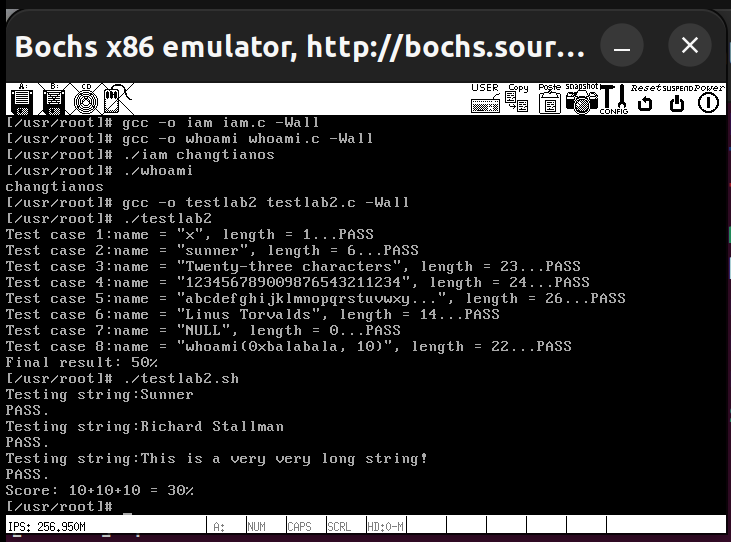 Bochs x86 emulator, http://bochs.sour...
A: B: CD USER Copy Paste snapshot CONFIG Reset SUSPEND Power
[/usr/root]# gcc -o iam iam.c -Wall
[/usr/root]# gcc -o whoami whoami.c -Wall
[/usr/root]# ./iam changtianos
[/usr/root]# ./whoami
changtianos
[/usr/root]# gcc -o testlab2 testlab2.c -Wall
[/usr/root]# ./testlab2
Test case 1:name = "x", length = 1...PASS
Test case 2:name = "sunner", length = 6...PASS
Test case 3:name = "Twenty-three characters", length = 23...PASS
Test case 4:name = "123456789009876543211234", length = 24...PASS
Test case 5:name = "abcdefghijklmnopqrstuvwxy...", length = 26...PASS
Test case 6:name = "Linus Torvalds", length = 14...PASS
Test case 7:name = "NULL", length = 0...PASS
Test case 8:name = "whoami(0xbalabala, 10)", length = 22...PASS
Final result: 50%
[/usr/root]# ./testlab2.sh
Testing string:Sunner
PASS.
Testing string:Richard Stallman
PASS.
Testing string:This is a very very long string!
PASS.
Score: 10+10+10 = 30%
[/usr/root]# _
IPS: 256.950M A: NUM CAPS SCRL HD:0-M